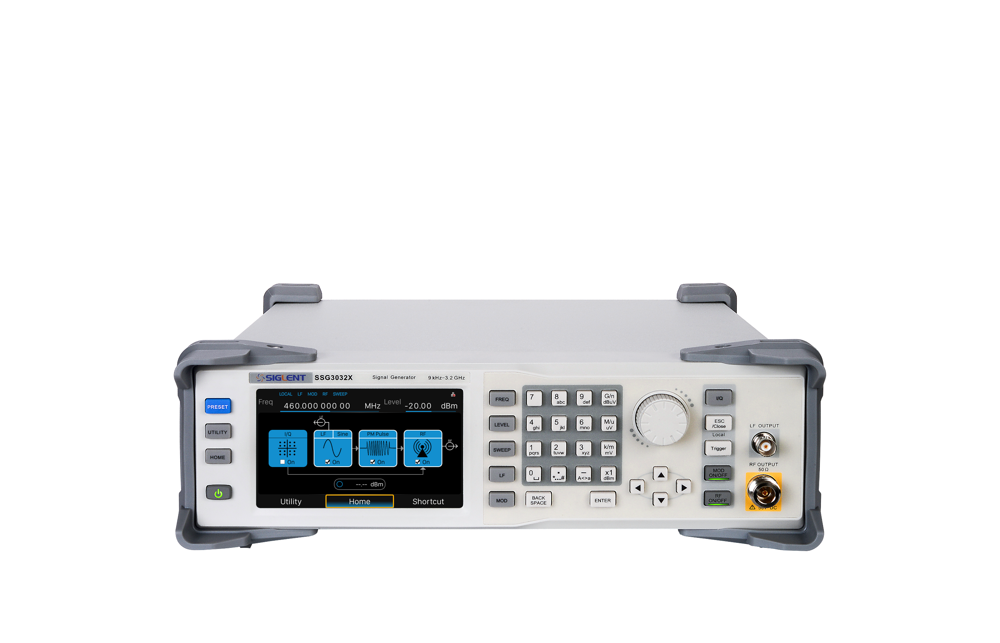 SIGLENT SSG3032X Signal Generator 9 kHz-3.2 GHz
LOCAL LF MOD RF SWEEP
Freq 460.000 000 00 MHz Level -20.00 dBm
LF
I/Q
On
LF Sine
On
PM Pulse
On
RF
On
RF
--.-- dBm
Utility Home Shortcut
PRESET
UTILITY
HOME
FREQ
LEVEL
SWEEP
LF
MOD
7
8 abc
9 def
G/n
dBuV
4 ghi
5 jkl
6 mno
M/u
uV
1 pqrs
2 tuvw
3 xyz
k/m
mV
0
. *...#
—
A<>a
x1
dBm
BACK
SPACE
ENTER
I/Q
ESC
/Close
Local
Trigger
MOD
ON/OFF
RF
ON/OFF
LF OUTPUT
RF OUTPUT
50Ω
DC